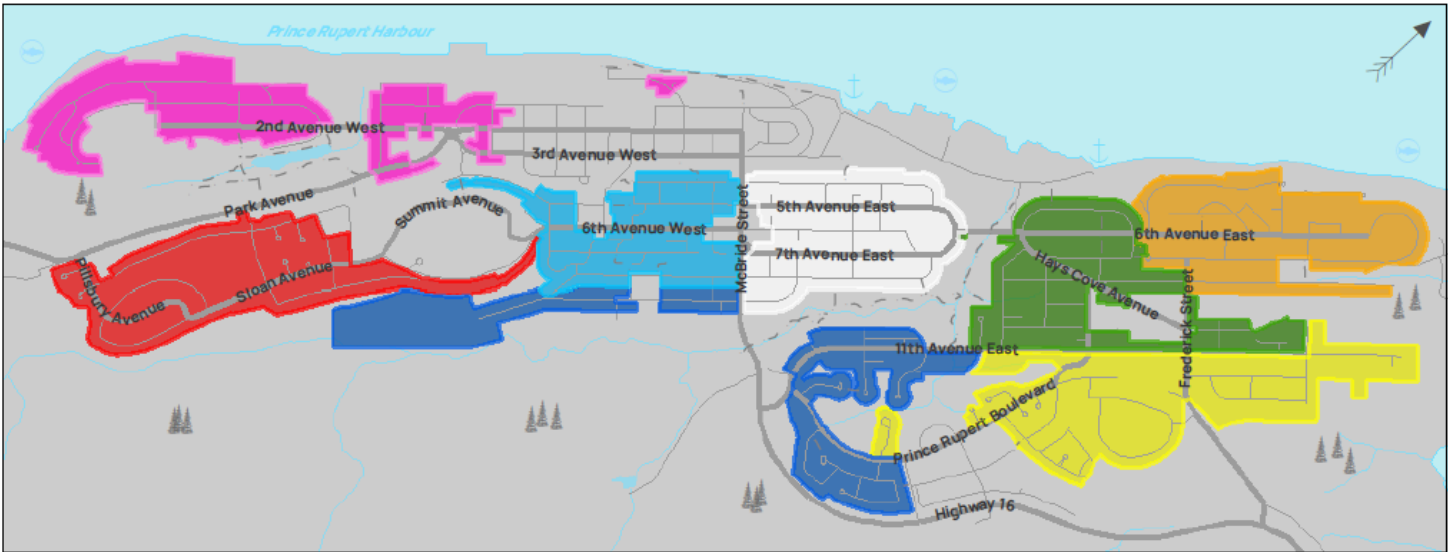 Prince Rupert Harbour
2nd Avenue West
3rd Avenue West
Park Avenue
Summit Avenue
5th Avenue East
McBride Street
6th Avenue West
6th Avenue East
7th Avenue East
Hays Cove Avenue
Pillsbury Avenue
Sloan Avenue
Frederick Street
11th Avenue East
Prince Rupert Boulevard
Highway 16